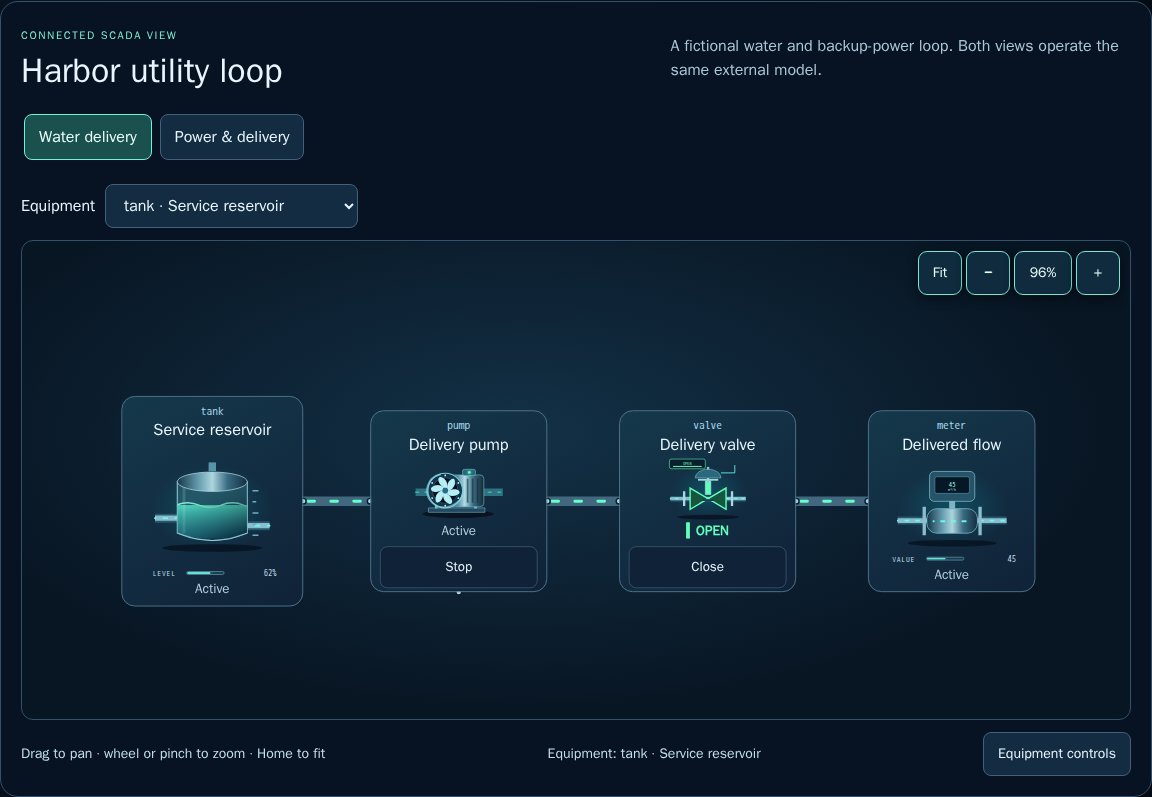 CONNECTED SCADA VIEW
Harbor utility loop
A fictional water and backup-power loop. Both views operate the
same external model.
Water delivery
Power & delivery
Equipment
tank · Service reservoir
Fit
−
96%
+
tank
Service reservoir
LEVEL
62%
Active
pump
Delivery pump
Active
Stop
valve
Delivery valve
OPEN
OPEN
Close
meter
Delivered flow
45
VALUE
45
Active
Drag to pan · wheel or pinch to zoom · Home to fit
Equipment: tank · Service reservoir
Equipment controls